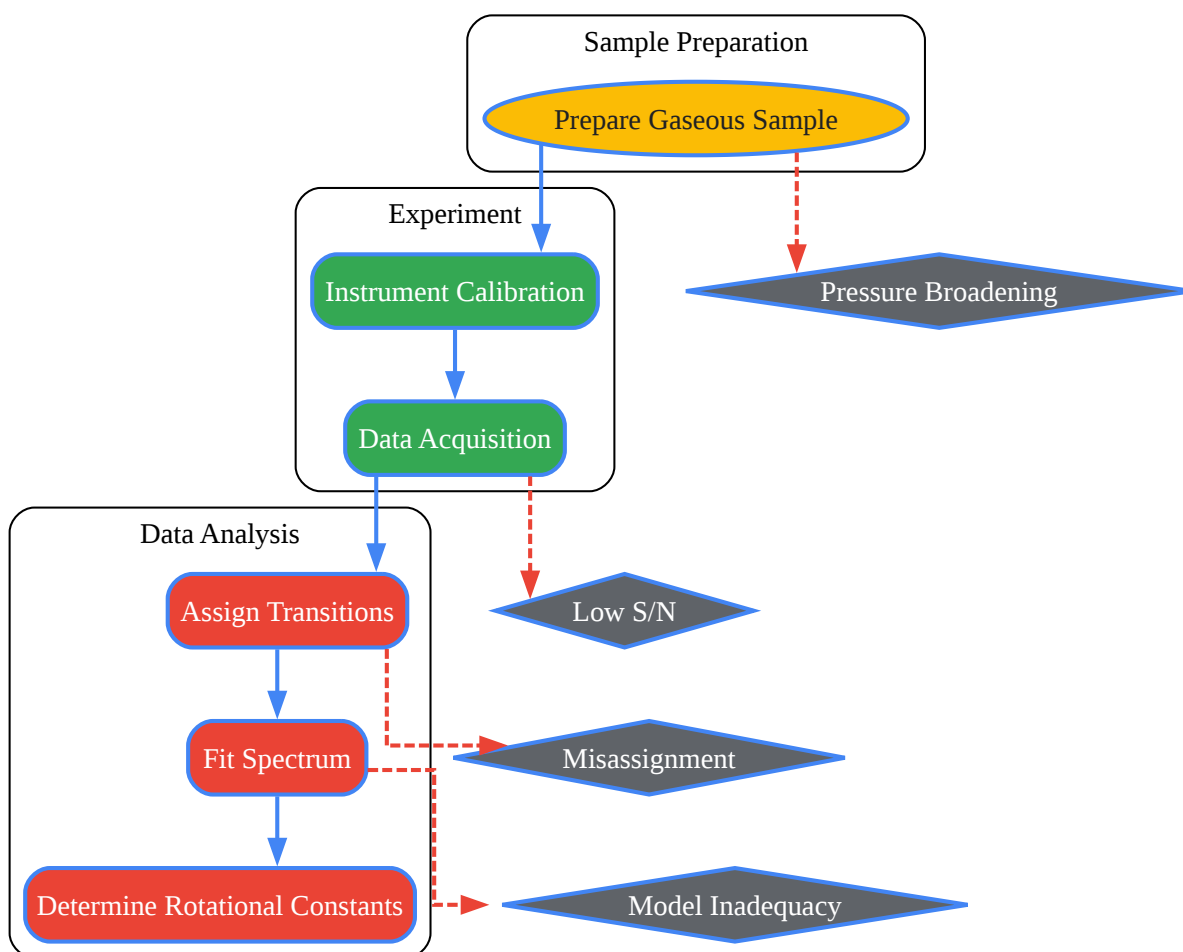 Sample Preparation
Prepare Gaseous Sample
Experiment
Instrument Calibration
Pressure Broadening
Data Acquisition
Data Analysis
Assign Transitions
Low S/N
Fit Spectrum
Misassignment
Determine Rotational Constants
Model Inadequacy